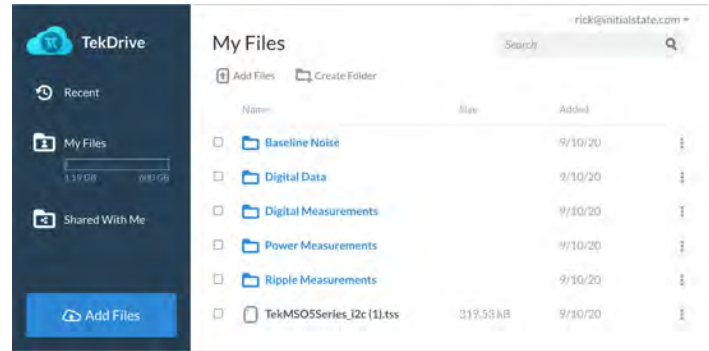 rick@initialstate.com
TekDrive
My Files
Search
Add Files
Create Folder
Recent
Name
Size
Added
My Files
1.19 GB
600 GB
Baseline Noise
9/10/20
Digital Data
9/10/20
Shared With Me
Digital Measurements
9/10/20
Power Measurements
9/10/20
Ripple Measurements
9/10/20
Add Files
TekMSO5Series_i2c (1).tss
319.53 kB
9/10/20